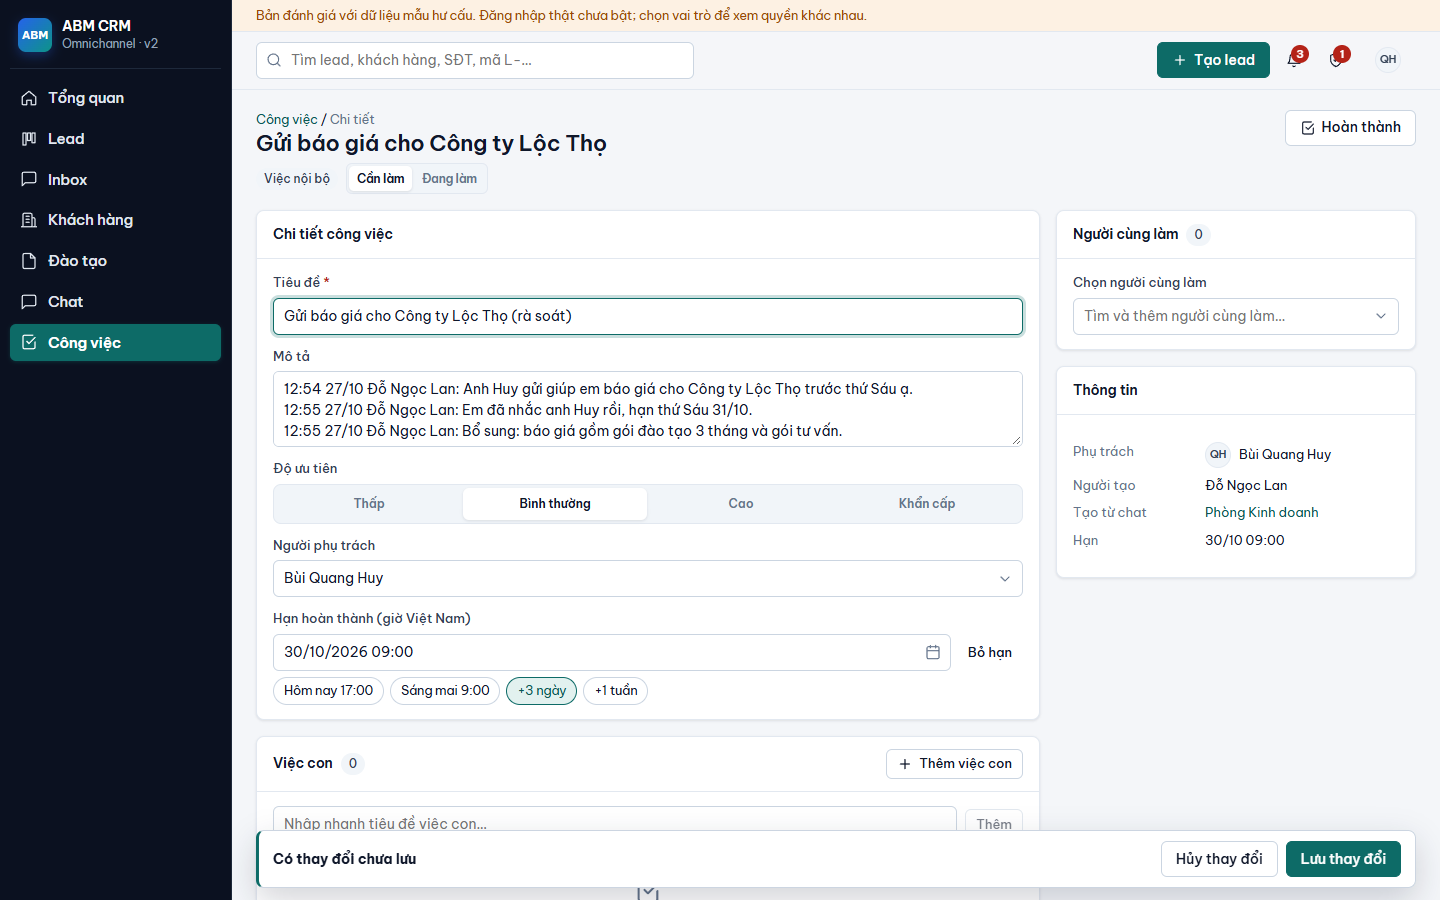 ABM
ABM CRM
Omnichannel · v2
Tổng quan
Lead
Inbox
Khách hàng
Đào tạo
Chat
Công việc
Bản đánh giá với dữ liệu mẫu hư cấu. Đăng nhập thật chưa bật; chọn vai trò để xem quyền khác nhau.
Tìm lead, khách hàng, SĐT, mã L-...
+ Tạo lead
3
1
QH
Công việc / Chi tiết
Gửi báo giá cho Công ty Lộc Thọ
Hoàn thành
Việc nội bộ
Cần làm
Đang làm
Chi tiết công việc
Tiêu đề *
Gửi báo giá cho Công ty Lộc Thọ (rà soát)
Mô tả
12:54 27/10 Đỗ Ngọc Lan: Anh Huy gửi giúp em báo giá cho Công ty Lộc Thọ trước thứ Sáu ạ.
12:55 27/10 Đỗ Ngọc Lan: Em đã nhắc anh Huy rồi, hạn thứ Sáu 31/10.
12:55 27/10 Đỗ Ngọc Lan: Bổ sung: báo giá gồm gói đào tạo 3 tháng và gói tư vấn.
Độ ưu tiên
Thấp
Bình thường
Cao
Khẩn cấp
Người phụ trách
Bùi Quang Huy
Hạn hoàn thành (giờ Việt Nam)
30/10/2026 09:00
Bỏ hạn
Hôm nay 17:00
Sáng mai 9:00
+3 ngày
+1 tuần
Việc con 0
+ Thêm việc con
Nhập nhanh tiêu đề việc con...
Thêm
Người cùng làm 0
Chọn người cùng làm
Tìm và thêm người cùng làm...
Thông tin
Phụ trách QH Bùi Quang Huy
Người tạo Đỗ Ngọc Lan
Tạo từ chat Phòng Kinh doanh
Hạn 30/10 09:00
Có thay đổi chưa lưu
Hủy thay đổi
Lưu thay đổi